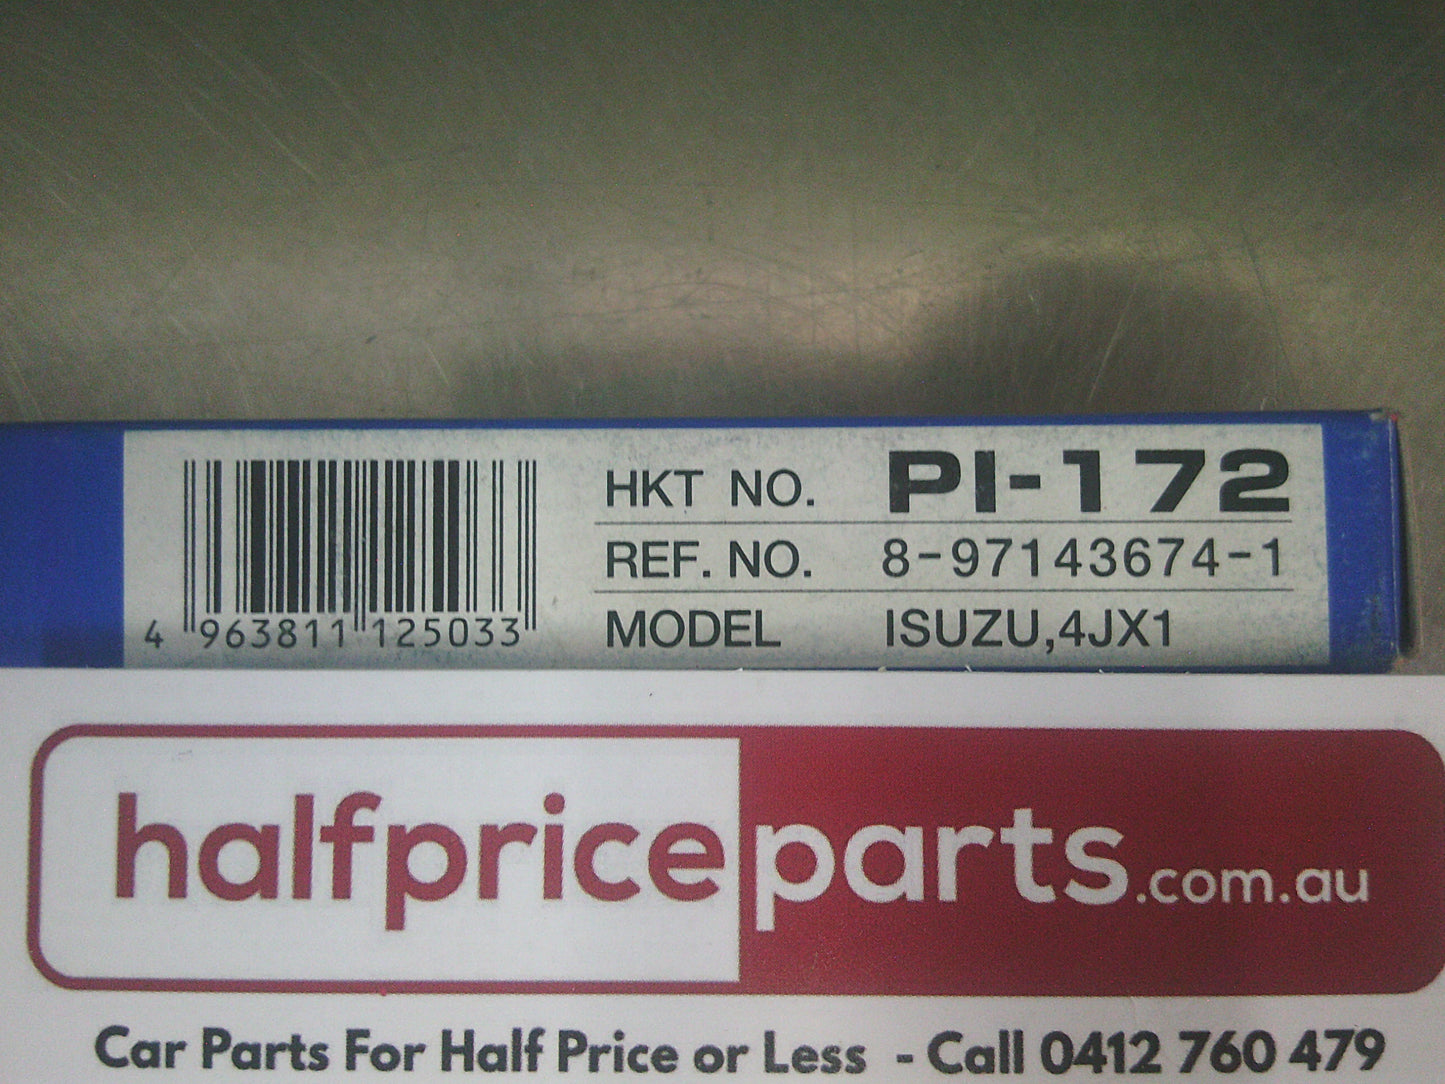 HKT NO. PI-172
REF. NO. 8-97143674-1
MODEL ISUZU,4JX1
4 963811 125033
halfpriceparts.com.au
Car Parts For Half Price or Less - Call 0412 760 479